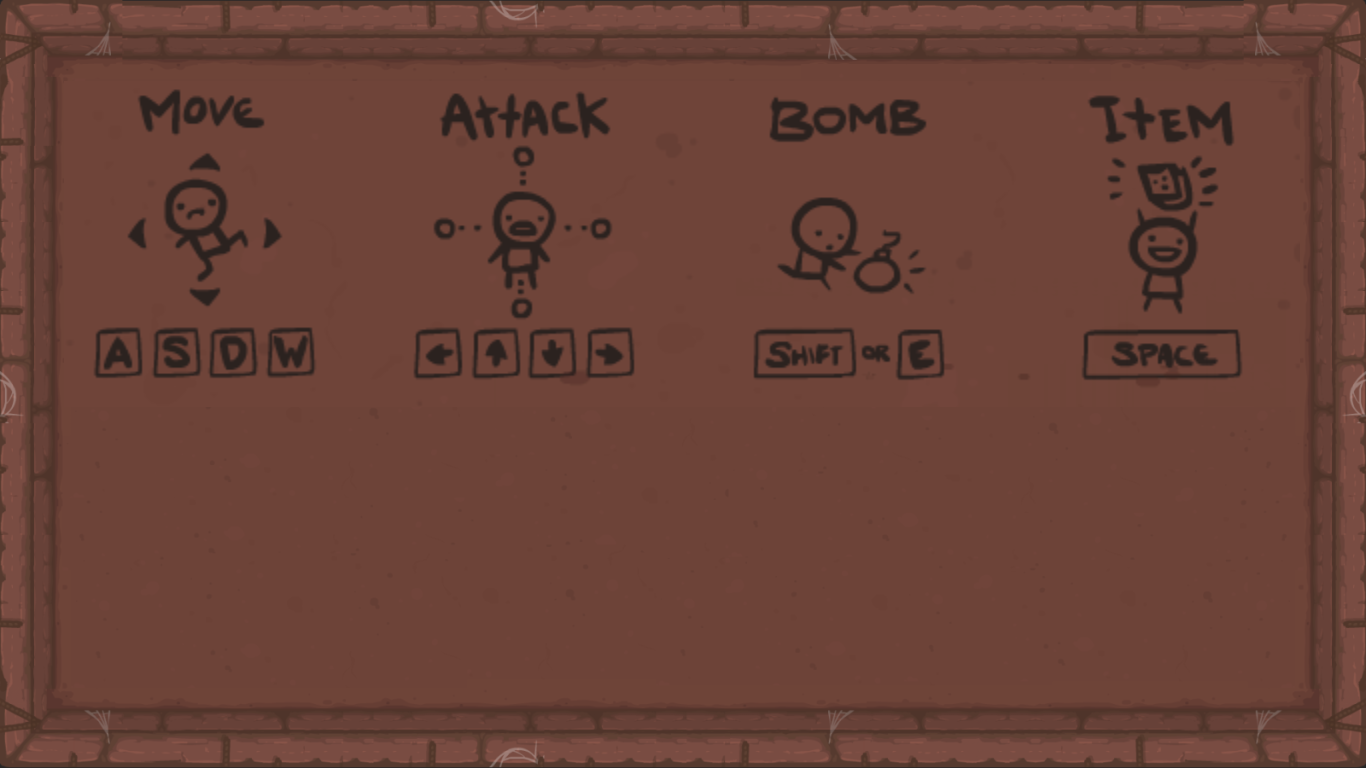 MOVE
AttACK
BOMB
ItEM
A S D W
← ↑ ↓ →
SHIFT OR E
SPACE